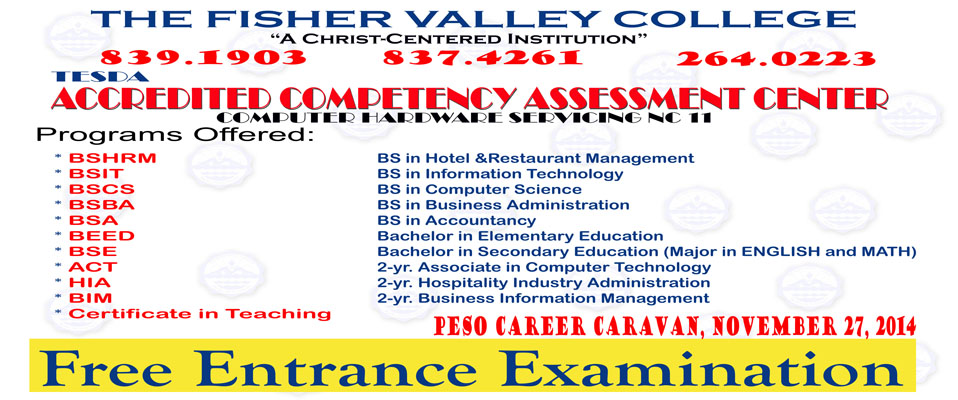 THE FISHER VALLEY COLLEGE
“A CHRIST-CENTERED INSTITUTION”
839.1903 837.4261 264.0223
TESDA
ACCREDITED COMPETENCY ASSESSMENT CENTER
COMPUTER HARDWARE SERVICING NC 11
Programs Offered:
* BSHRM BS in Hotel &Restaurant Management
* BSIT BS in Information Technology
* BSCS BS in Computer Science
* BSBA BS in Business Administration
* BSA BS in Accountancy
* BEED Bachelor in Elementary Education
* BSE Bachelor in Secondary Education (Major in ENGLISH and MATH)
* ACT 2-yr. Associate in Computer Technology
* HIA 2-yr. Hospitality Industry Administration
* BIM 2-yr. Business Information Management
* Certificate in Teaching
PESO CAREER CARAVAN, NOVEMBER 27, 2014
Free Entrance Examination